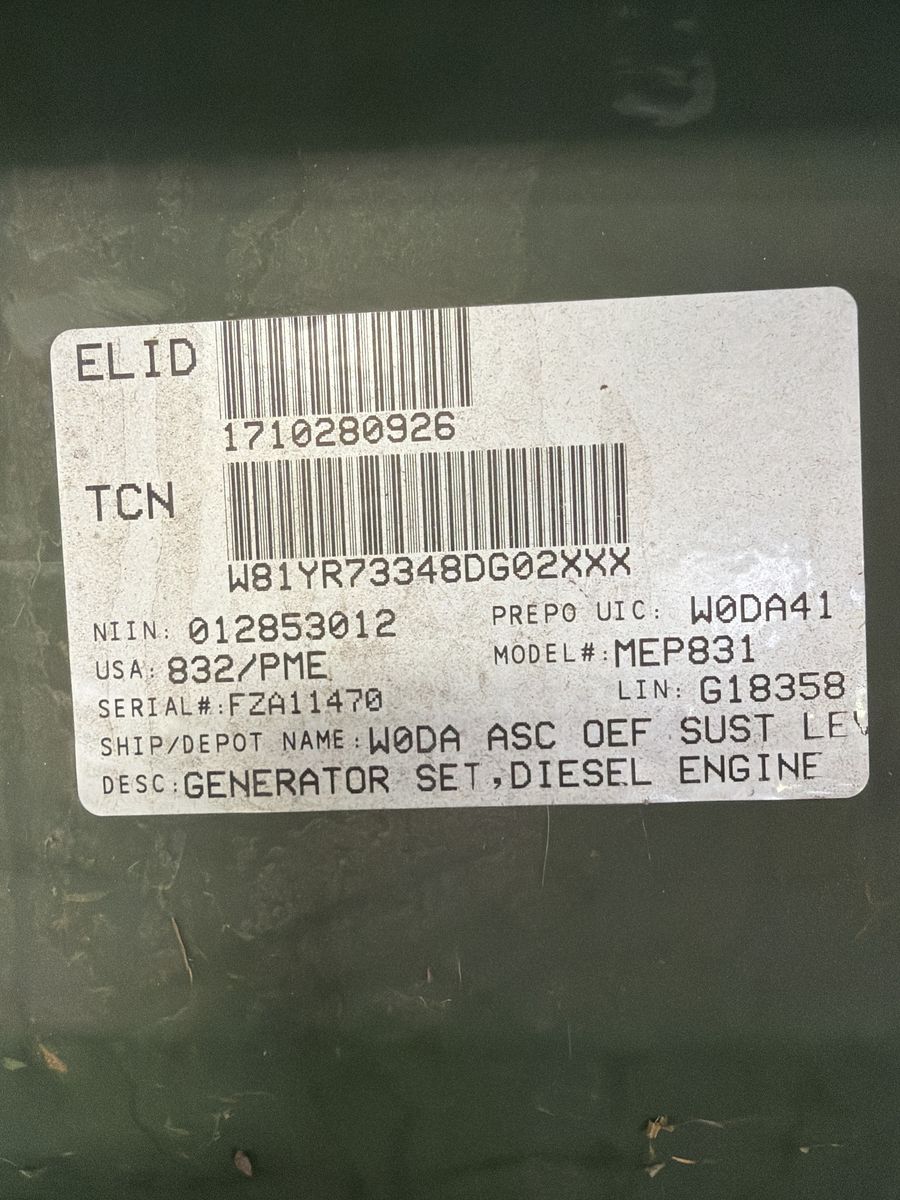 ELID
1710280926
TCN
W81YR73348DG02XXX
NIIN: 012853012 PREPO UIC: W0DA41
USA: 832/PME MODEL#:MEP831
SERIAL#:FZA11470 LIN: G18358
SHIP/DEPOT NAME:W0DA ASC OEF SUST LEV
DESC:GENERATOR SET,DIESEL ENGINE